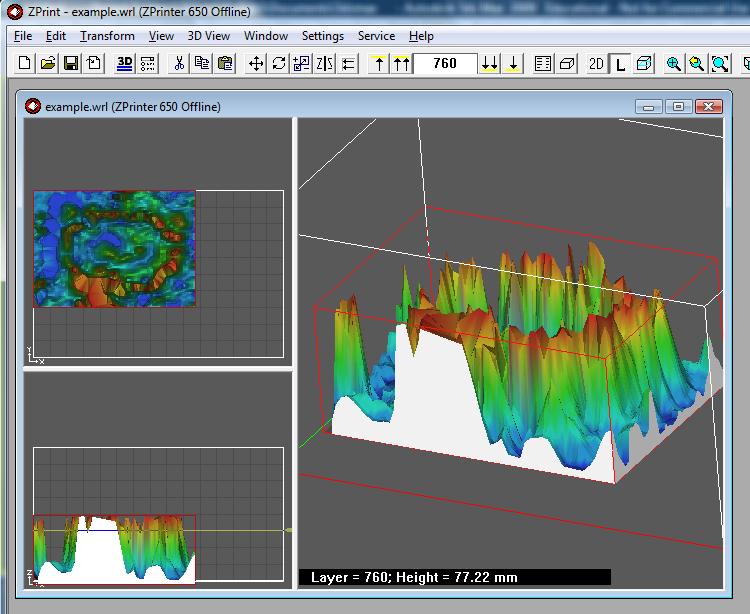 ZPrint - example.wrl (ZPrinter 650 Offline)
File Edit Transform View 3D View Window Settings Service Help
3D 760 2D L
example.wrl (ZPrinter 650 Offline)
Y
X
Z
X
Layer = 760; Height = 77.22 mm